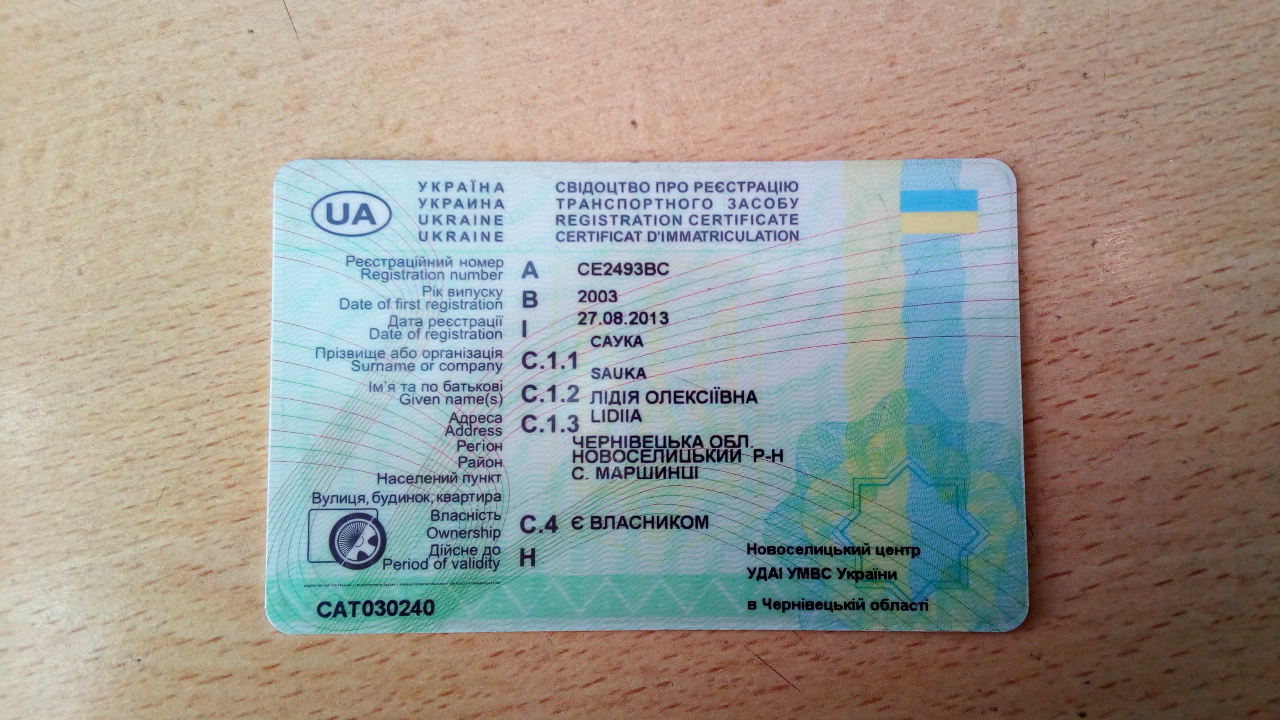 UA
УКРАЇНА
УКРАИНА
UKRAINE
UKRAINE
СВІДОЦТВО ПРО РЕЄСТРАЦІЮ
ТРАНСПОРТНОГО ЗАСОБУ
REGISTRATION CERTIFICATE
CERTIFICAT D'IMMATRICULATION
Реєстраційний номер
Registration number A CE2493BC
Рік випуску
Date of first registration B 2003
Дата реєстрації
Date of registration I 27.08.2013
Прізвище або організація
Surname or company C.1.1 САУКА
SAUKA
Ім'я та по батькові
Given name(s) C.1.2 ЛІДІЯ ОЛЕКСІЇВНА
LIDIIA
Адреса
Address C.1.3
Регіон ЧЕРНІВЕЦЬКА ОБЛ.
Район НОВОСЕЛИЦЬКИЙ Р-Н
Населений пункт С. МАРШИНЦІ
Вулиця, будинок, квартира
Власність
Ownership C.4 Є ВЛАСНИКОМ
Дійсне до
Period of validity H
Новоселицький центр
УДАІ УМВС України
в Чернівецькій області
CAT030240